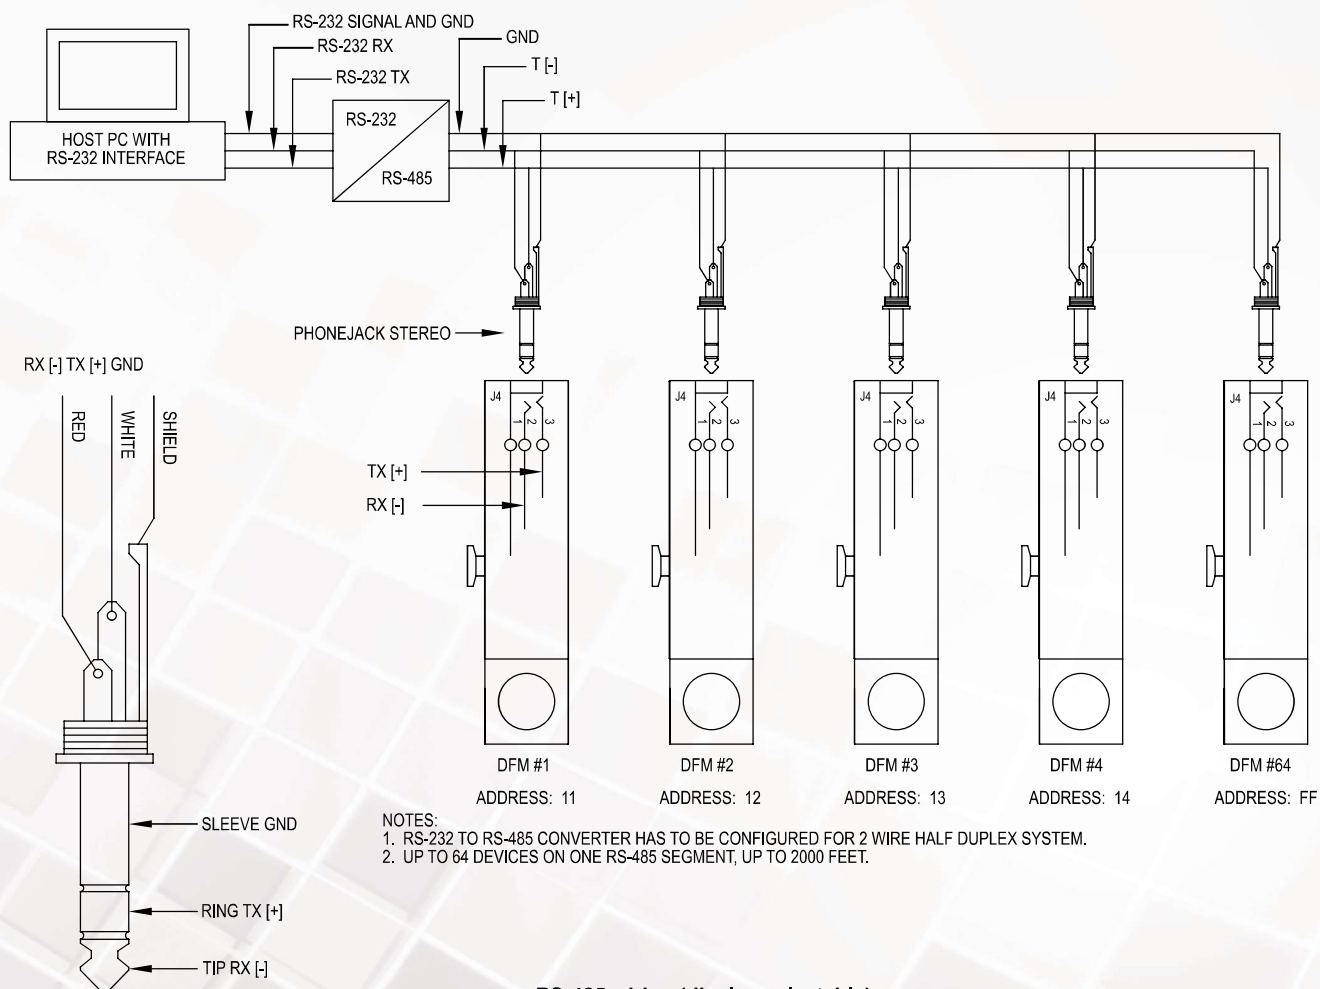 RS-232 SIGNAL AND GND
RS-232 RX
RS-232 TX
GND
T [-]
T [+]
HOST PC WITH
RS-232 INTERFACE
RS-232
RS-485
PHONEJACK STEREO
RX [-] TX [+] GND
RED
WHITE
SHIELD
J4
1
2
3
J4
1
2
3
J4
1
2
3
J4
1
2
3
J4
1
2
3
TX [+]
RX [-]
DFM #1
DFM #2
DFM #3
DFM #4
DFM #64
ADDRESS: 11
ADDRESS: 12
ADDRESS: 13
ADDRESS: 14
ADDRESS: FF
NOTES:
1. RS-232 TO RS-485 CONVERTER HAS TO BE CONFIGURED FOR 2 WIRE HALF DUPLEX SYSTEM.
2. UP TO 64 DEVICES ON ONE RS-485 SEGMENT, UP TO 2000 FEET.
SLEEVE GND
RING TX [+]
TIP RX [-]